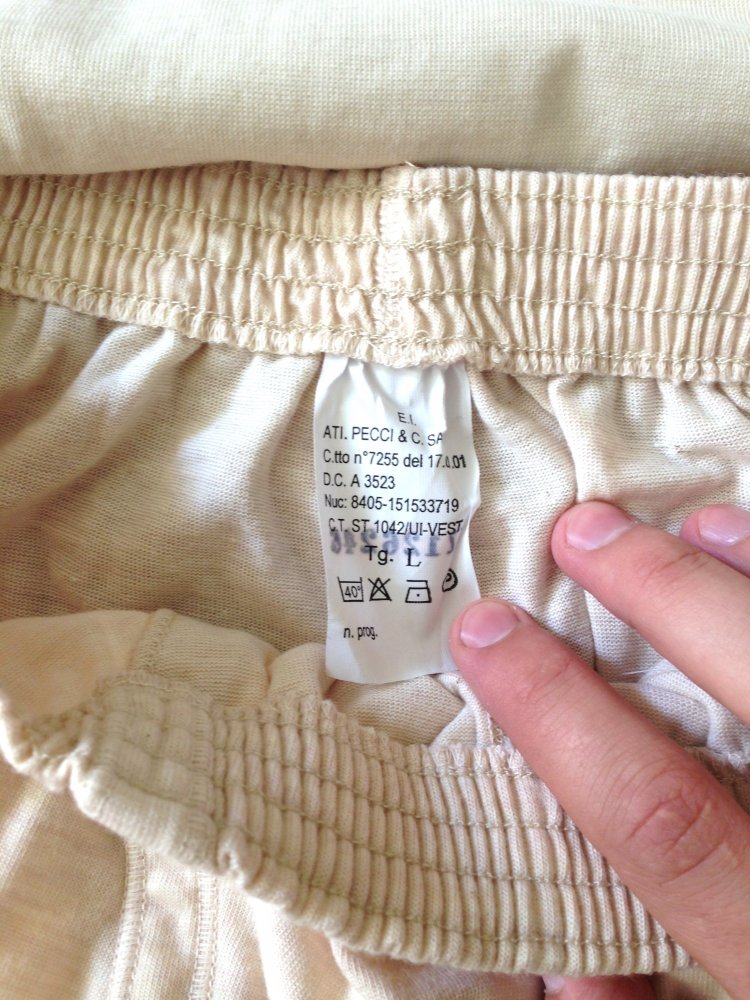 E.I.
ATI. PECCI & C. SA
C.tto n°7255 del 17.0.01
D.C. A 3523
Nuc: 8405-151533719
C.T. ST 1042/UI-VEST
Tg. L
40°
n. prog.